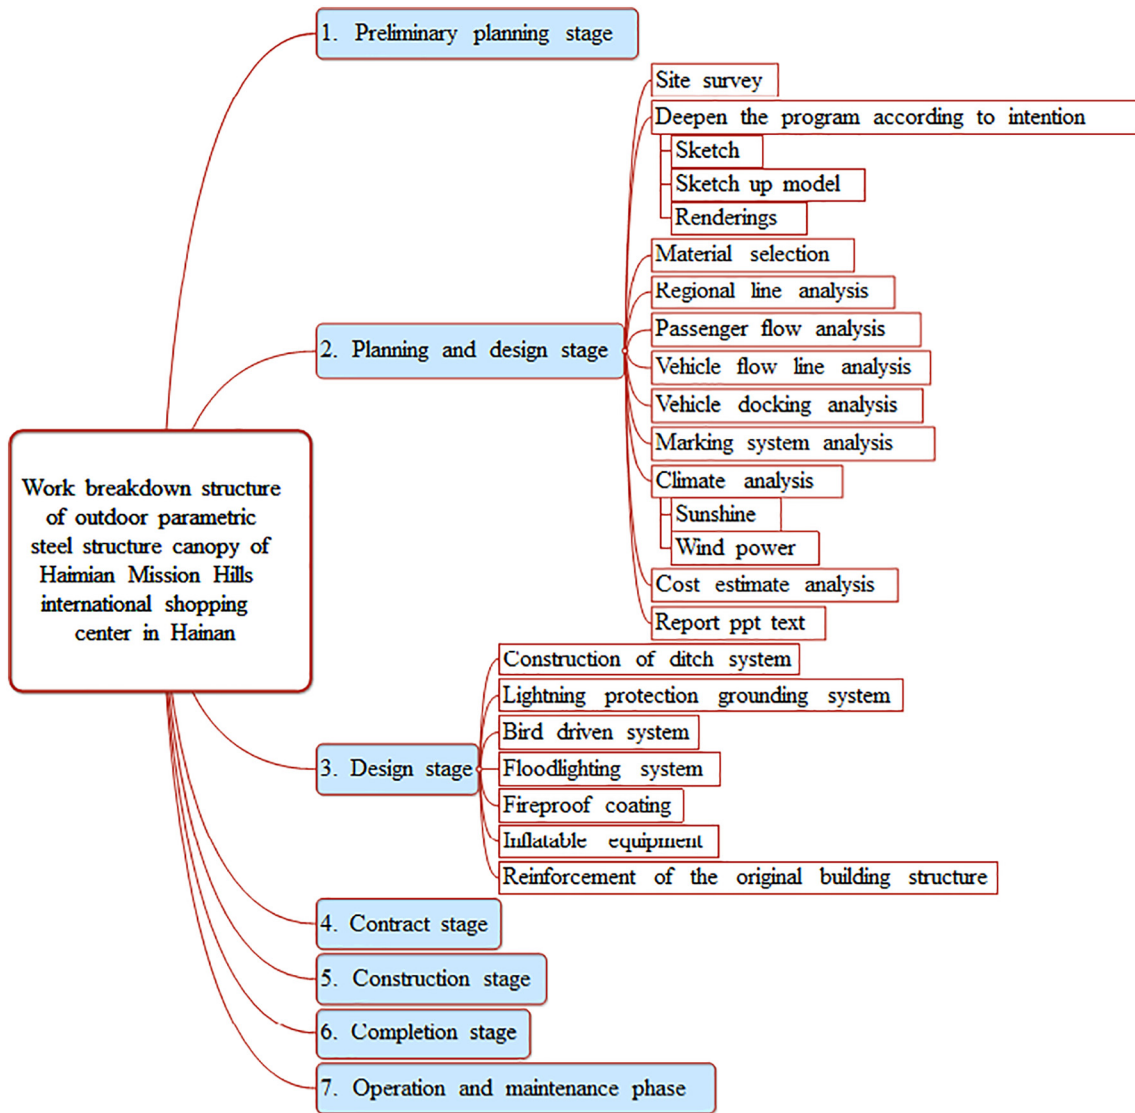 1. Preliminary planning stage
Site survey
Deepen the program according to intention
Sketch
Sketch up model
Renderings
Material selection
Regional line analysis
Passenger flow analysis
2. Planning and design stage
Vehicle flow line analysis
Vehicle docking analysis
Marking system analysis
Climate analysis
Sunshine
Wind power
Cost estimate analysis
Report ppt text
Work breakdown structure
of outdoor parametric
steel structure canopy of
Haimian Mission Hills
international shopping
center in Hainan
Construction of ditch system
Lightning protection grounding system
Bird driven system
3. Design stage
Floodlighting system
Fireproof coating
Inflatable equipment
Reinforcement of the original building structure
4. Contract stage
5. Construction stage
6. Completion stage
7. Operation and maintenance phase